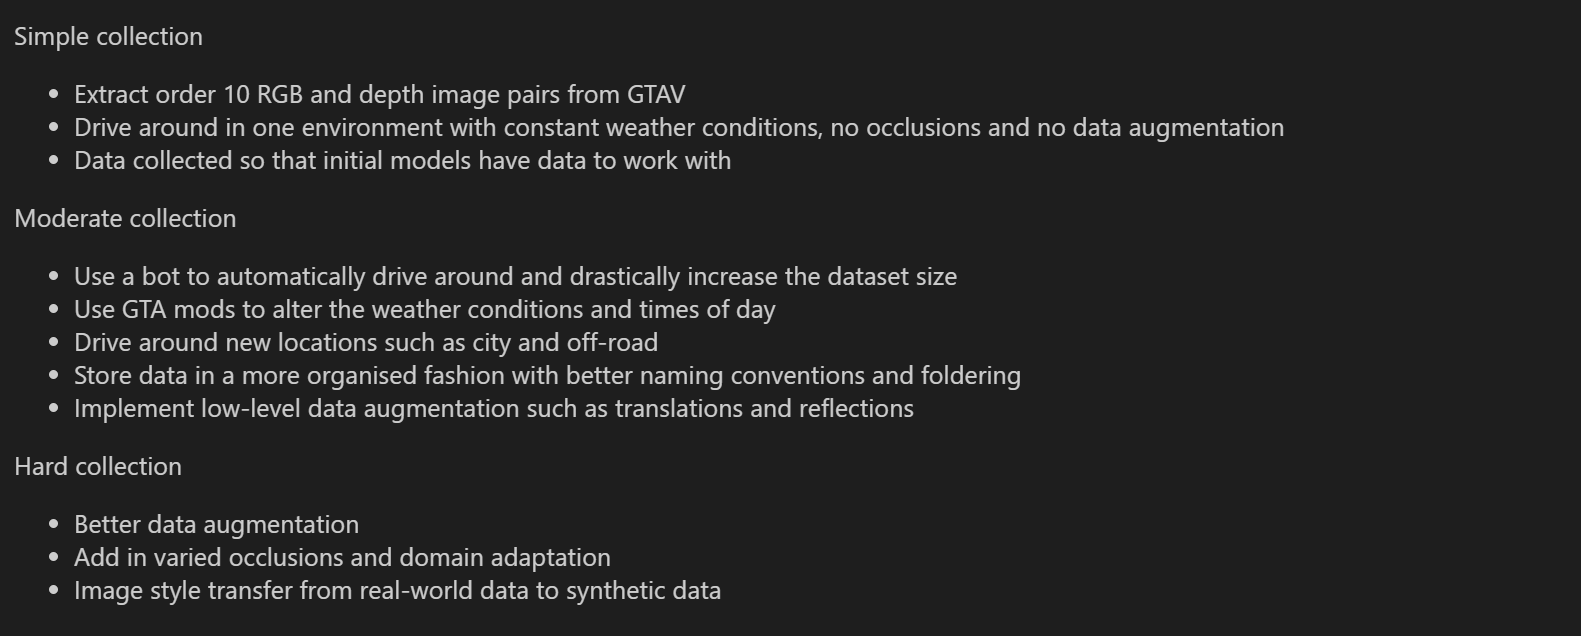 Simple collection
Extract order 10 RGB and depth image pairs from GTAV
Drive around in one environment with constant weather conditions, no occlusions and no data augmentation
Data collected so that initial models have data to work with
Moderate collection
Use a bot to automatically drive around and drastically increase the dataset size
Use GTA mods to alter the weather conditions and times of day
Drive around new locations such as city and off-road
Store data in a more organised fashion with better naming conventions and foldering
Implement low-level data augmentation such as translations and reflections
Hard collection
Better data augmentation
Add in varied occlusions and domain adaptation
Image style transfer from real-world data to synthetic data